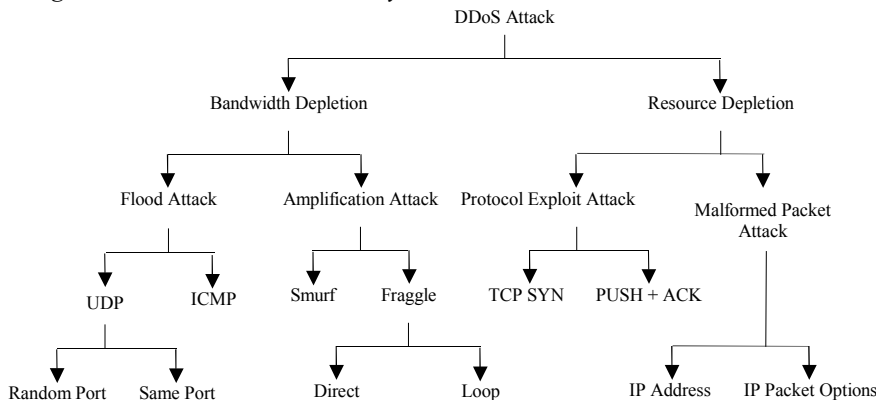 DDoS Attack
Bandwidth Depletion Resource Depletion
Flood Attack Amplification Attack Protocol Exploit Attack Malformed Packet
Attack
UDP ICMP Smurf Fraggle TCP SYN PUSH + ACK
Random Port Same Port Direct Loop IP Address IP Packet Options